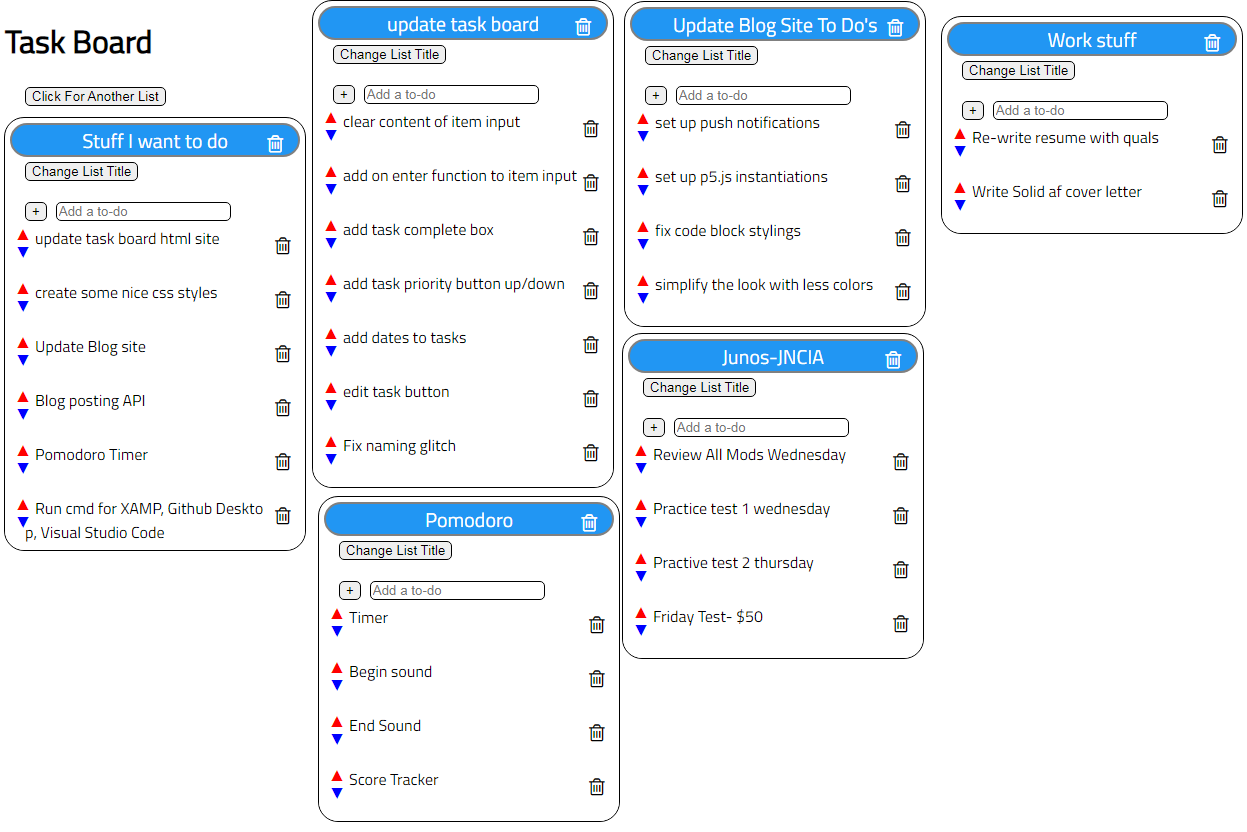 Task Board
Click For Another List
Stuff I want to do
Change List Title
+ Add a to-do
update task board html site
create some nice css styles
Update Blog site
Blog posting API
Pomodoro Timer
Run cmd for XAMP, Github Deskto
p, Visual Studio Code
update task board
Change List Title
+ Add a to-do
clear content of item input
add on enter function to item input
add task complete box
add task priority button up/down
add dates to tasks
edit task button
Fix naming glitch
Pomodoro
Change List Title
+ Add a to-do
Timer
Begin sound
End Sound
Score Tracker
Update Blog Site To Do's
Change List Title
+ Add a to-do
set up push notifications
set up p5.js instantiations
fix code block stylings
simplify the look with less colors
Junos-JNCIA
Change List Title
+ Add a to-do
Review All Mods Wednesday
Practice test 1 wednesday
Practive test 2 thursday
Friday Test- $50
Work stuff
Change List Title
+ Add a to-do
Re-write resume with quals
Write Solid af cover letter